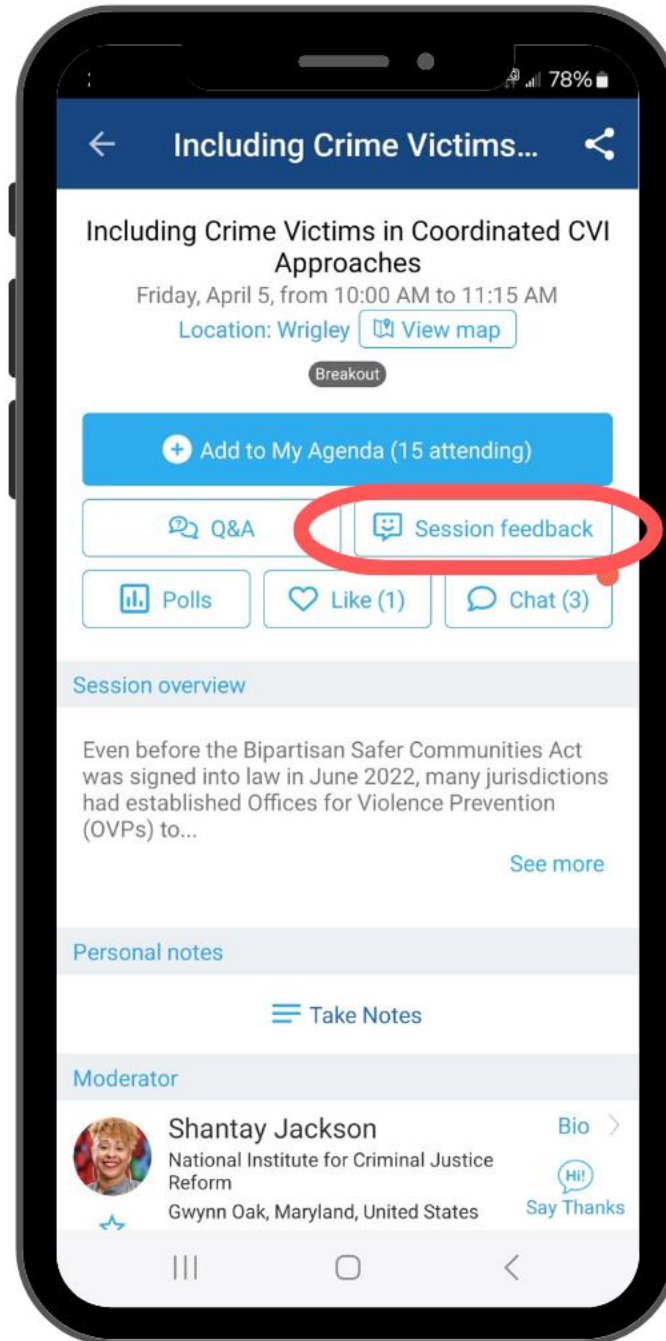 78%
Including Crime Victims...
Including Crime Victims in Coordinated CVI
Approaches
Friday, April 5, from 10:00 AM to 11:15 AM
Location: Wrigley View map
Breakout
Add to My Agenda (15 attending)
Q&A Session feedback
Polls Like (1) Chat (3)
Session overview
Even before the Bipartisan Safer Communities Act
was signed into law in June 2022, many jurisdictions
had established Offices for Violence Prevention
(OVPs) to...
See more
Personal notes
Take Notes
Moderator
Shantay Jackson Bio
National Institute for Criminal Justice
Reform
Hi!
Gwynn Oak, Maryland, United States Say Thanks